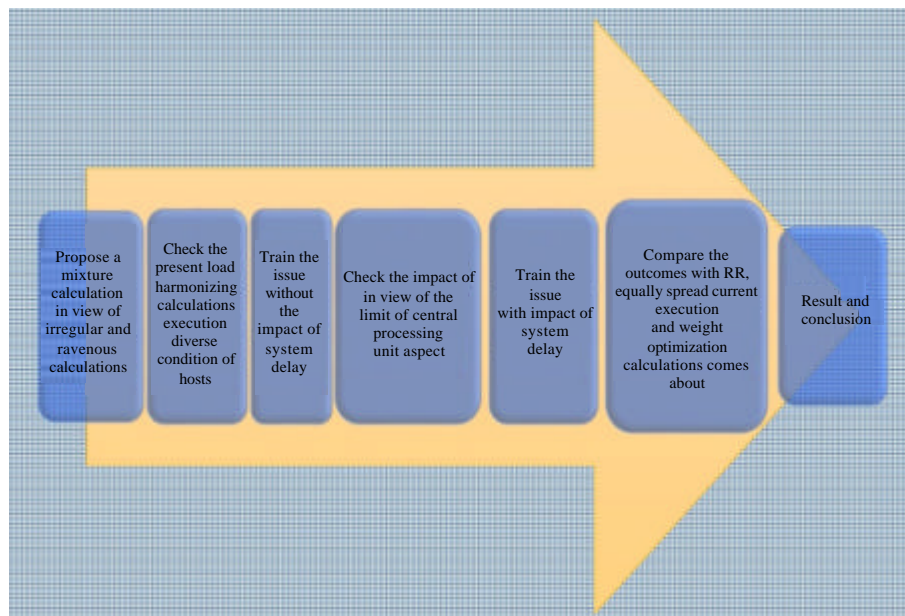 Propose a
mixture
calculation
in view of
irregular and
ravenous
calculations
Check the
present load
harmonizing
calculations
execution
diverse
condition of
hosts
Train the
issue
without
the
impact of
system
delay
Check the impact of
in view of the
limit of central
processing
unit aspect
Train the
issue
with impact of
system
delay
Compare the
outcomes with RR,
equally spread current
execution
and weight
optimization
calculations comes
about
Result and
conclusion